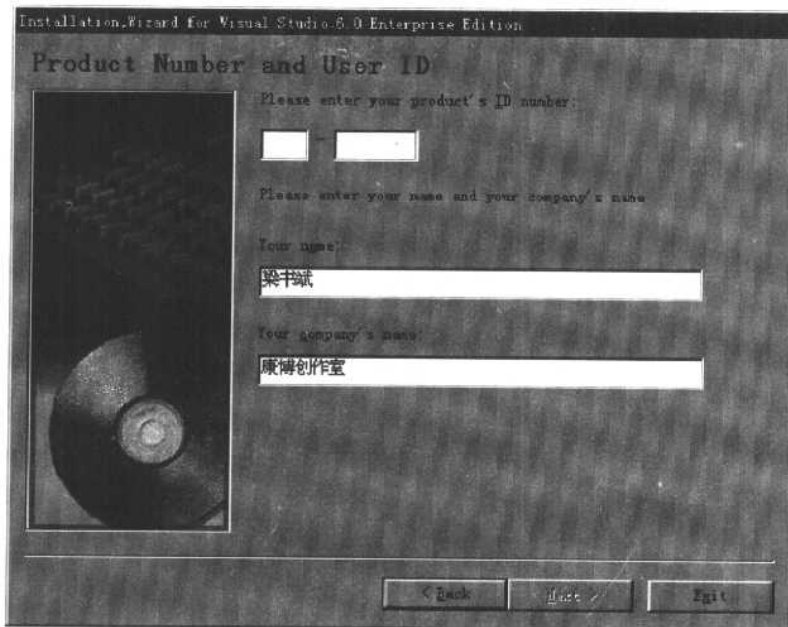 Installation Wizard for Visual Studio 6.0 Enterprise Edition
Product Number and User ID
Please enter your product's ID number:
-
Please enter your name and your company's name
Your name:
梁书斌
Your company's name:
康博创作室
< Back
Next >
Exit